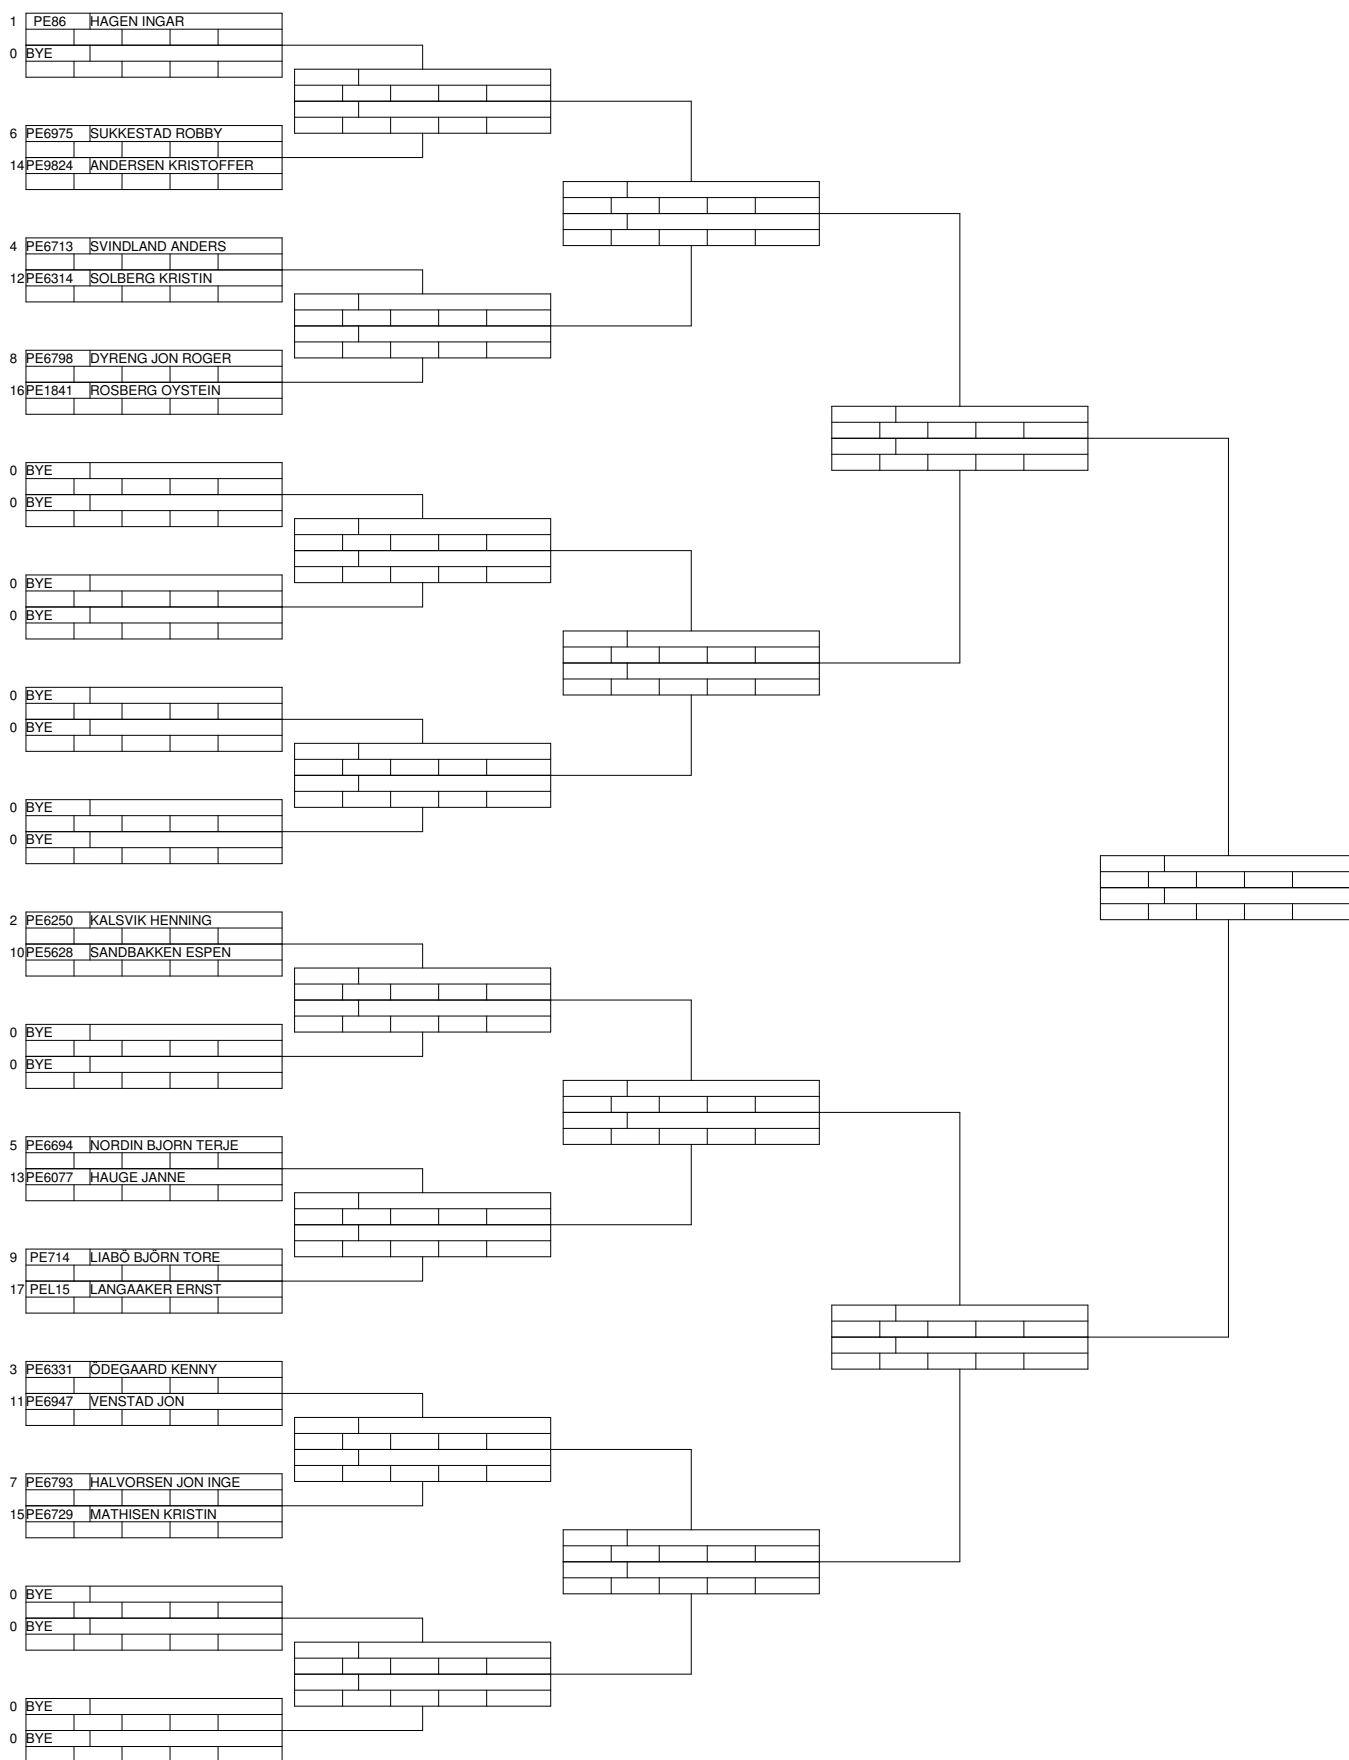 1 PE86 HAGEN INGAR
0 BYE
6 PE6975 SUKKESTAD ROBBY
14 PE9824 ANDERSEN KRISTOFFER
4 PE6713 SVINDLAND ANDERS
12 PE6314 SOLBERG KRISTIN
8 PE6798 DYRENG JON ROGER
16 PE1841 ROSBERG OYSTEIN
0 BYE
0 BYE
0 BYE
0 BYE
0 BYE
0 BYE
0 BYE
0 BYE
2 PE6250 KALSVIK HENNING
10 PE5628 SANDBAKKEN ESPEN
0 BYE
0 BYE
5 PE6694 NORDIN BJORN TERJE
13 PE6077 HAUGE JANNE
9 PE714 LIABÖ BJÖRN TORE
17 PEL15 LANGAAKER ERNST
3 PE6331 ÖDEGAARD KENNY
11 PE6947 VENSTAD JON
7 PE6793 HALVORSEN JON INGE
15 PE6729 MATHISEN KRISTIN
0 BYE
0 BYE
0 BYE
0 BYE